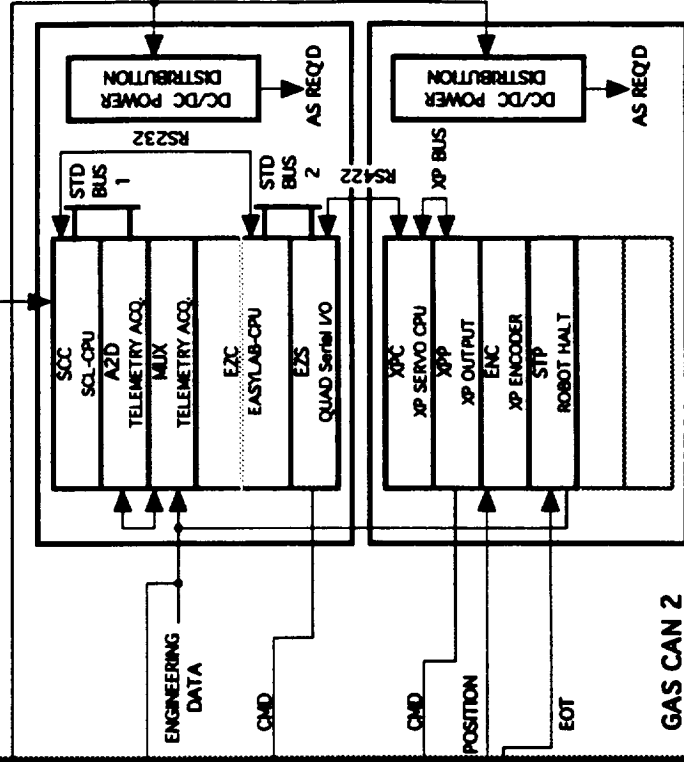 DC/DC POWER
DISTRIBUTION
AS REQ'D
RS232
STD
BUS
1
STD
BUS
2
SCC
SCL-CPU
A2D
TELEMETRY ACQ.
MUX
TELEMETRY ACQ.
EZC
EASYLAB-CPU
EZS
QUAD Serial I/O
ENGINEERING
DATA
CMD
DC/DC POWER
DISTRIBUTION
AS REQ'D
RS422
XP BUS
XPC
XP SERVO CPU
XPP
XP OUTPUT
ENC
XP ENCODER
STP
ROBOT HALT
CMD
POSITION
EOT
GAS CAN 2